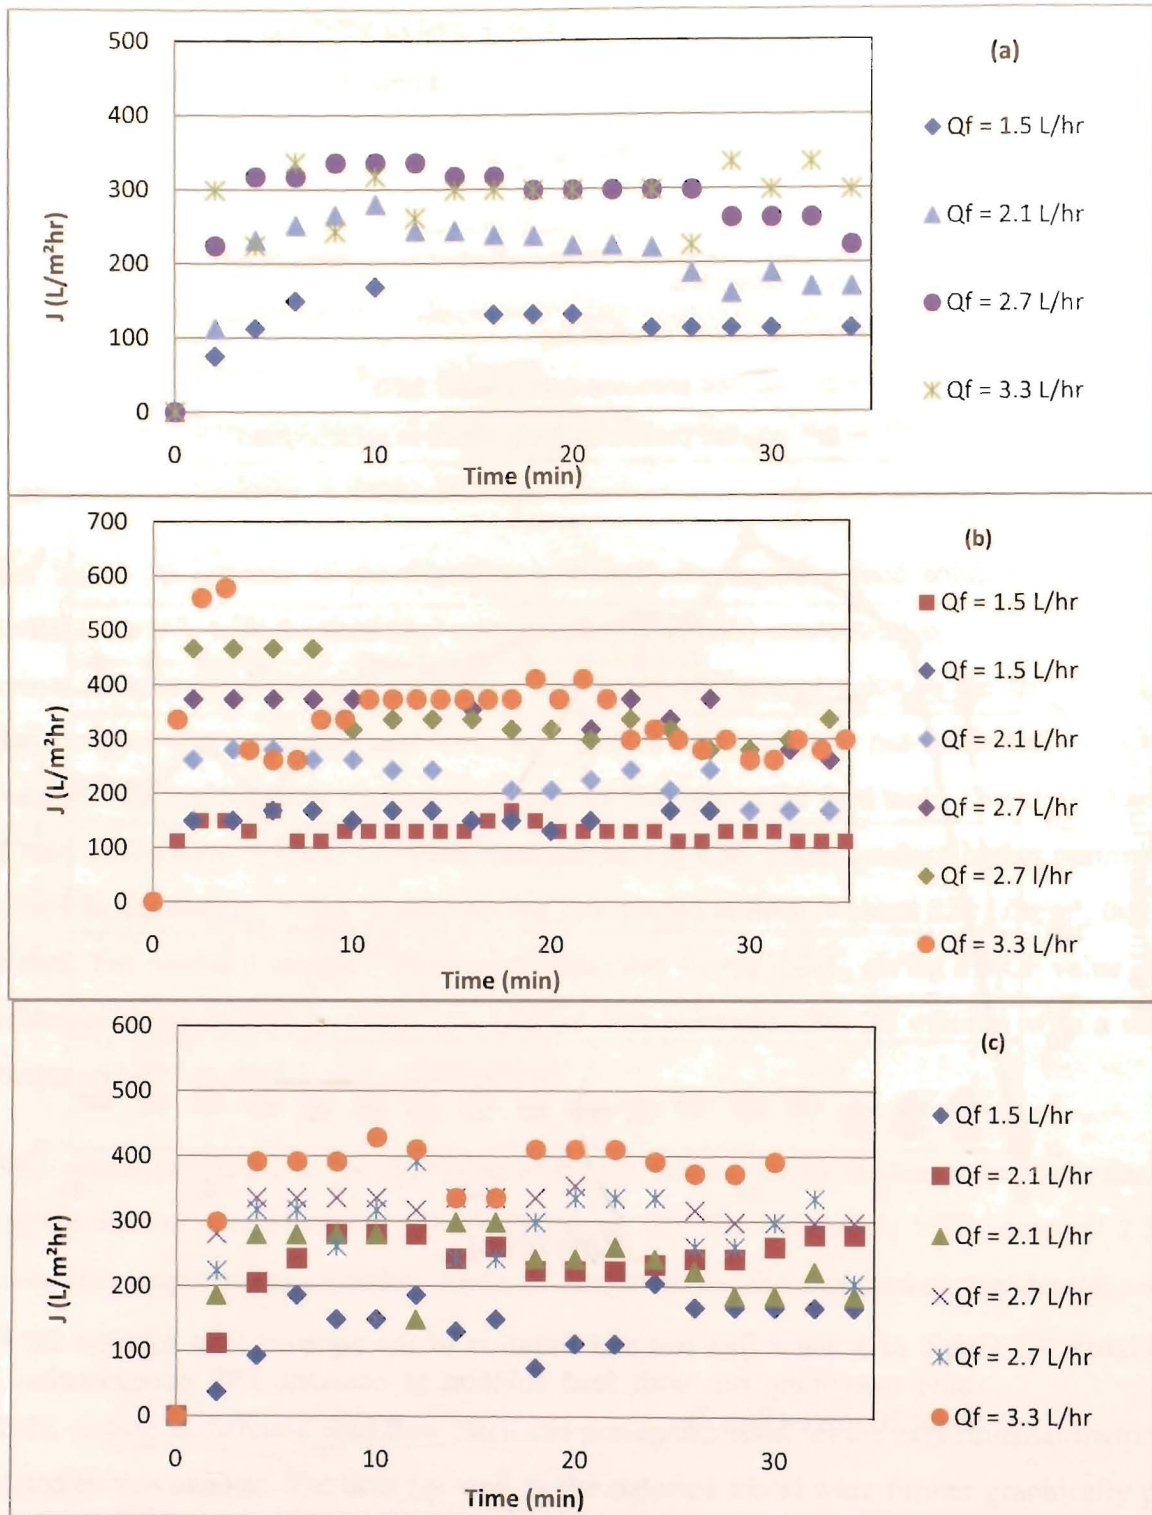 (a)
500
400
300
200
100
0
J (L/m²hr)
0 10 20 30
Time (min)
Qf = 1.5 L/hr
Qf = 2.1 L/hr
Qf = 2.7 L/hr
Qf = 3.3 L/hr
(b)
700
600
500
400
300
200
100
0
J (L/m²hr)
0 10 20 30
Time (min)
Qf = 1.5 L/hr
Qf = 1.5 L/hr
Qf = 2.1 L/hr
Qf = 2.7 L/hr
Qf = 2.7 l/hr
Qf = 3.3 L/hr
(c)
600
500
400
300
200
100
0
J (L/m²hr)
0 10 20 30
Time (min)
Qf 1.5 L/hr
Qf = 2.1 L/hr
Qf = 2.1 L/hr
Qf = 2.7 L/hr
Qf = 2.7 L/hr
Qf = 3.3 L/hr